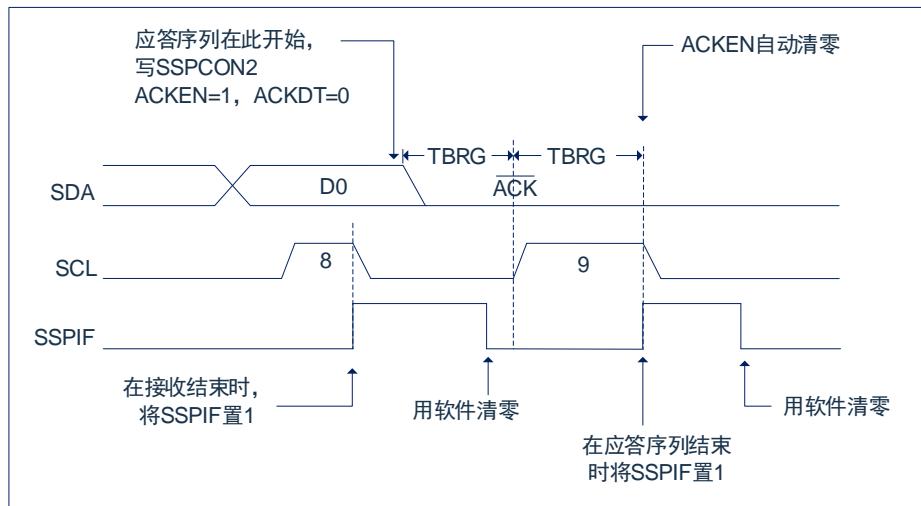 应答序列在此开始，
写SSPCON2
ACKEN=1，ACKDT=0
ACKEN自动清零
TBRG
TBRG
SDA
D0
ACK
SCL
8
9
SSPIF
在接收结束时，
将SSPIF置1
用软件清零
在应答序列结束
时将SSPIF置1
用软件清零